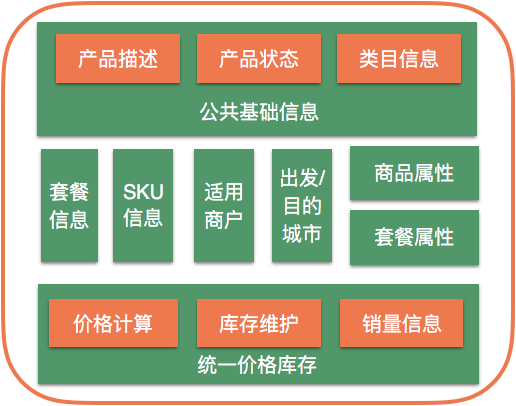 产品描述
产品状态
类目信息
公共基础信息
套餐
信息
SKU
信息
适用
商户
出发/
目的
城市
商品属性
套餐属性
价格计算
库存维护
销量信息
统一价格库存